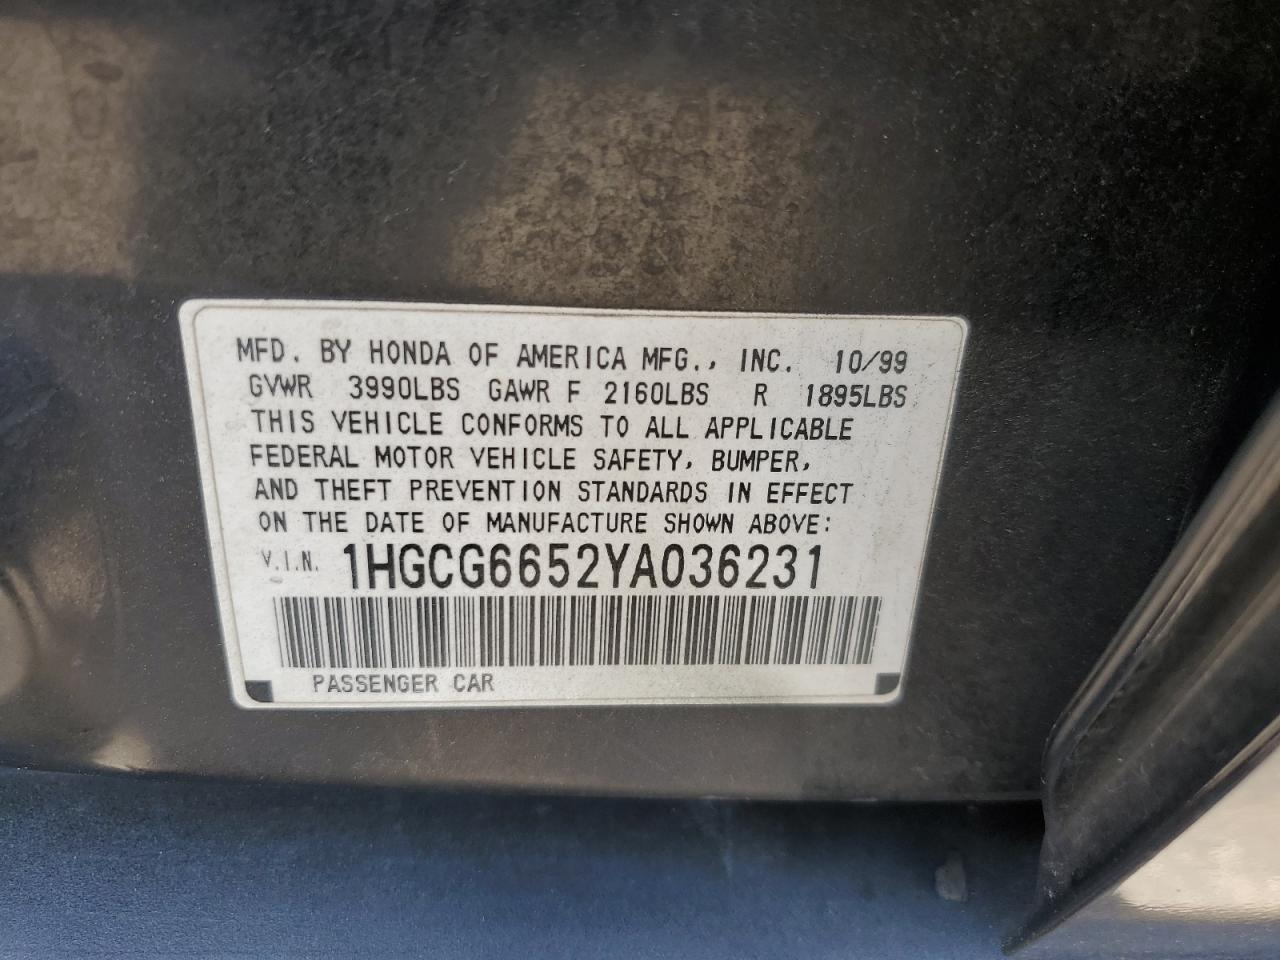 MFD. BY HONDA OF AMERICA MFG., INC. 10/99
GVWR 3990LBS GAWR F 2160LBS R 1895LBS
THIS VEHICLE CONFORMS TO ALL APPLICABLE
FEDERAL MOTOR VEHICLE SAFETY, BUMPER,
AND THEFT PREVENTION STANDARDS IN EFFECT
ON THE DATE OF MANUFACTURE SHOWN ABOVE:
V.I.N. 1HGCG6652YA036231
PASSENGER CAR